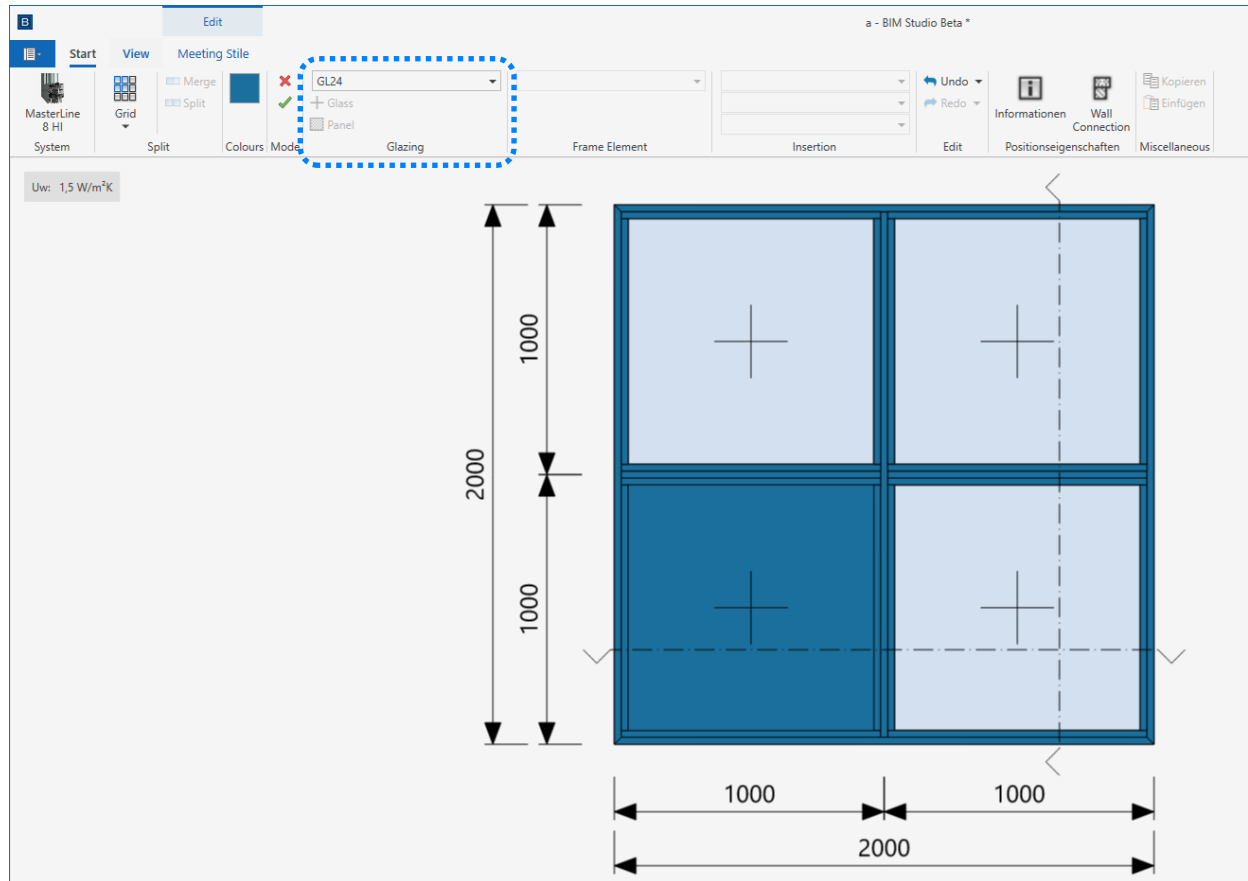 B
Edit
a - BIM Studio Beta *
Start
View
Meeting Stile
MasterLine
8 HI
System
Grid
Merge
Split
Split
Colours
Mode
GL24
Glass
Panel
Glazing
Frame Element
Insertion
Undo
Redo
Edit
Informationen
Wall
Connection
Positionseigenschaften
Kopieren
Einfügen
Miscellaneous
Uw: 1,5 W/m²K
1000
2000
1000
1000
1000
2000